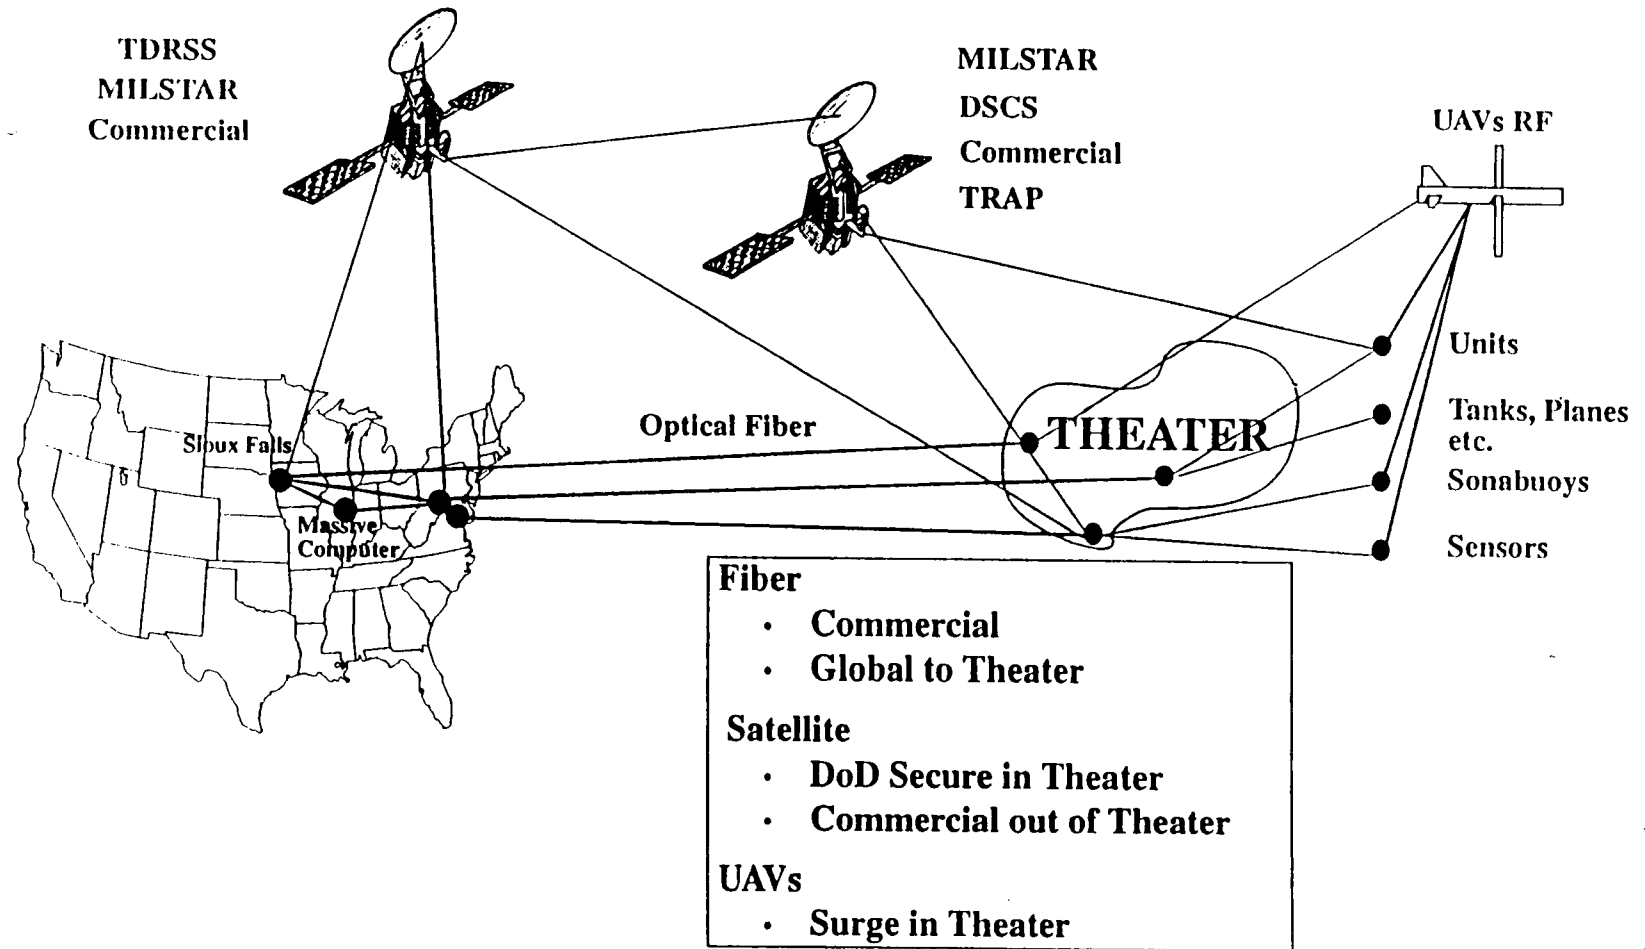 TDRSS
MILSTAR
Commercial
MILSTAR
DSCS
Commercial
TRAP
UAVs RF
Units
Tanks, Planes
etc.
Sonabuoys
Sensors
Sioux Falls
Optical Fiber
THEATER
Massive
Computer
Fiber
· Commercial
· Global to Theater
Satellite
· DoD Secure in Theater
· Commercial out of Theater
UAVs
· Surge in Theater